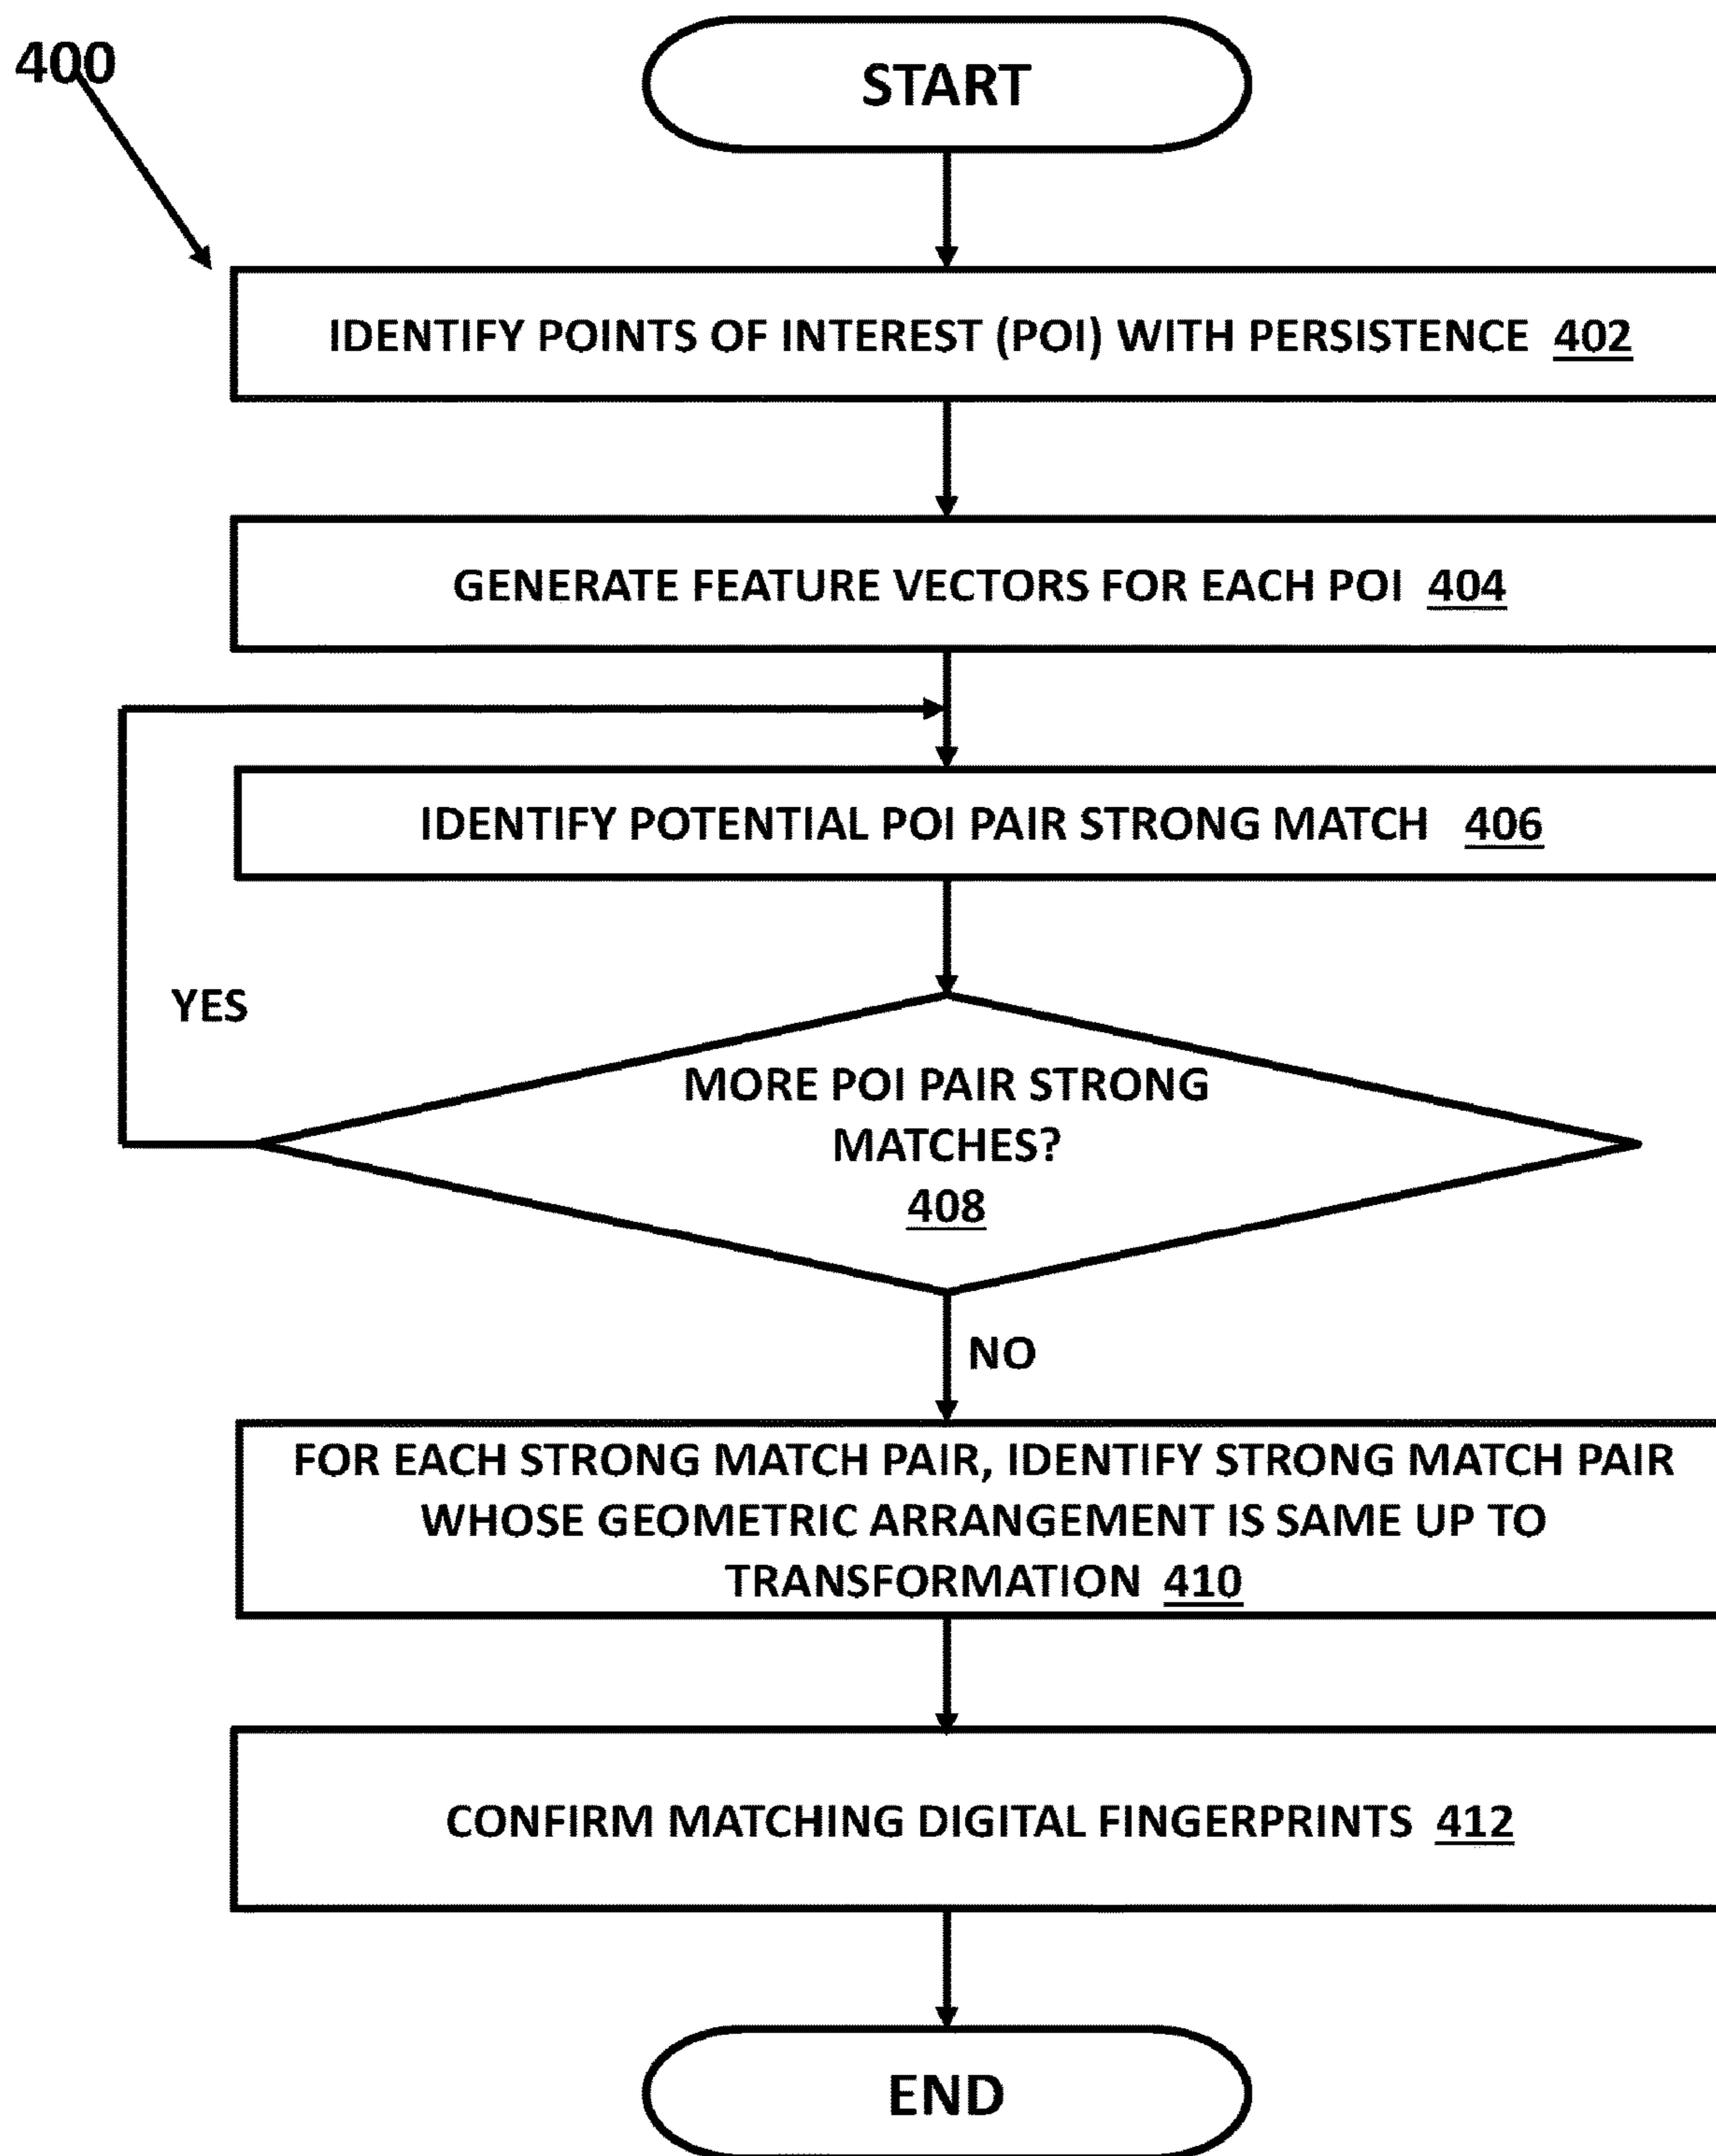 400
START
IDENTIFY POINTS OF INTEREST (POI) WITH PERSISTENCE 402
GENERATE FEATURE VECTORS FOR EACH POI 404
IDENTIFY POTENTIAL POI PAIR STRONG MATCH 406
YES
MORE POI PAIR STRONG
MATCHES?
408
NO
FOR EACH STRONG MATCH PAIR, IDENTIFY STRONG MATCH PAIR
WHOSE GEOMETRIC ARRANGEMENT IS SAME UP TO
TRANSFORMATION 410
CONFIRM MATCHING DIGITAL FINGERPRINTS 412
END